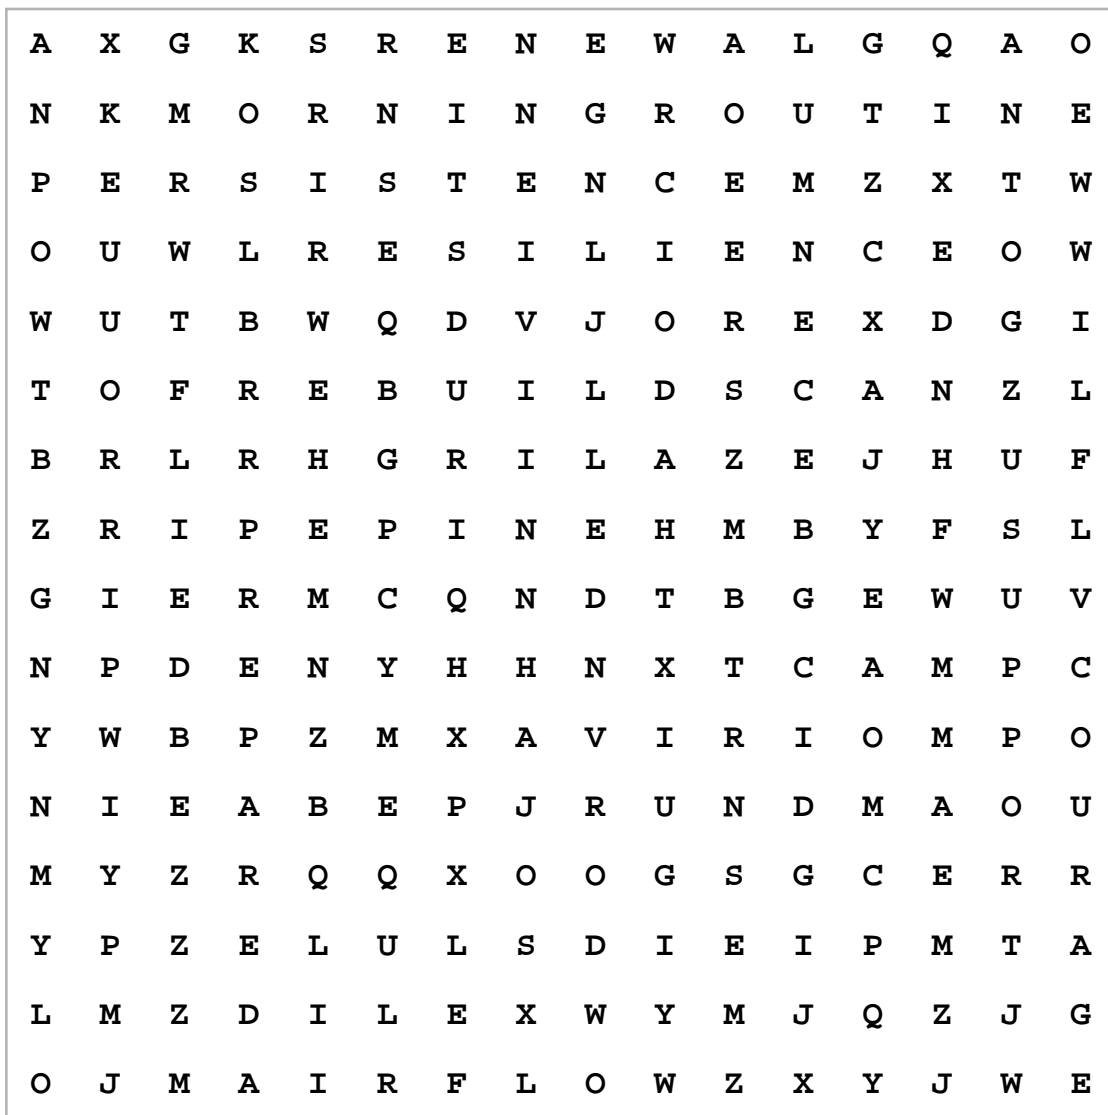 A X G K S R E N E W A L G Q A O
N K M O R N I N G R O U T I N E
P E R S I S T E N C E M Z X T W
O U W L R E S I L I E N C E O W
W U T B W Q D V J O R E X D G I
T O F R E B U I L D S C A N Z L
B R L R H G R I L A Z E J H U F
Z R I P E P I N E H M B Y F S L
G I E R M C Q N D T B G E W U V
N P D E N Y H H N X T C A M P C
Y W B P Z M X A V I R I O M P O
N I E A B E P J R U N D M A O U
M Y Z R Q Q X O O G S G C E R R
Y P Z E L U L S D I E I P M T A
L M Z D I L E X W Y M J Q Z J G
O J M A I R F L O W Z X Y J W E